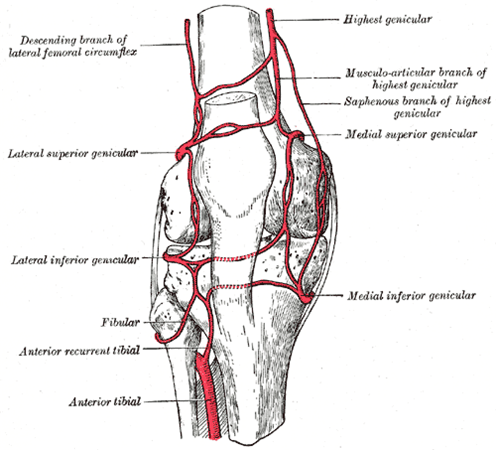 Descending branch of
lateral femoral circumflex
Highest genicular
Musculo-articular branch of
highest genicular
Saphenous branch of highest
genicular
Medial superior genicular
Lateral superior genicular
Lateral inferior genicular
Medial inferior genicular
Fibular
Anterior recurrent tibial
Anterior tibial